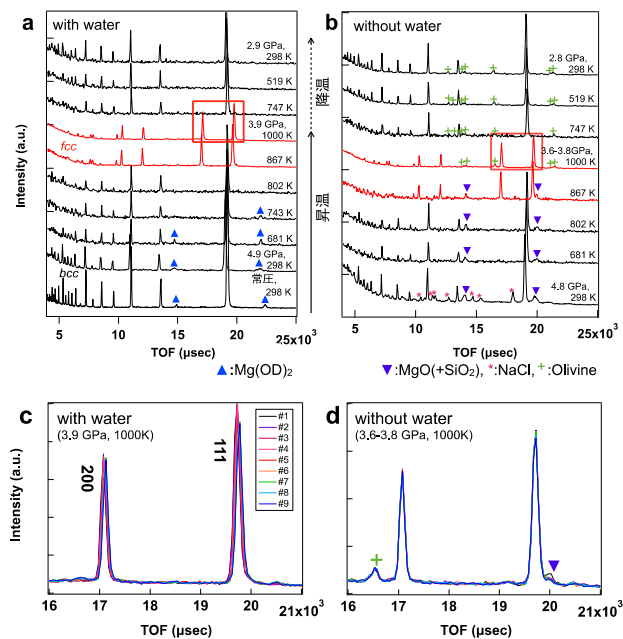 a with water
2.9 GPa,
298 K
519 K
747 K
3.9 GPa,
1000 K
fcc
867 K
802 K
743 K
681 K
4.9 GPa,
298 K
bcc
常圧,
298 K
5
10
15
20
25x10³
TOF (μsec)
Intensity (a.u.)
▲:Mg(OD)₂
降温
昇温
b without water
2.8 GPa,
298 K
519 K
747 K
3.6-3.8GPa,
1000 K
867 K
802 K
681 K
4.8 GPa,
298 K
5
10
15
20
25x10³
TOF (μsec)
▼:MgO(+SiO₂), *:NaCl, +:Olivine
c with water
(3.9 GPa, 1000K)
200
111
#1
#2
#3
#4
#5
#6
#7
#8
#9
16
17
18
19
20
21x10³
TOF (μsec)
Intensity (a.u.)
d without water
(3.6-3.8 GPa, 1000K)
16
17
18
19
20
21x10³
TOF (μsec)